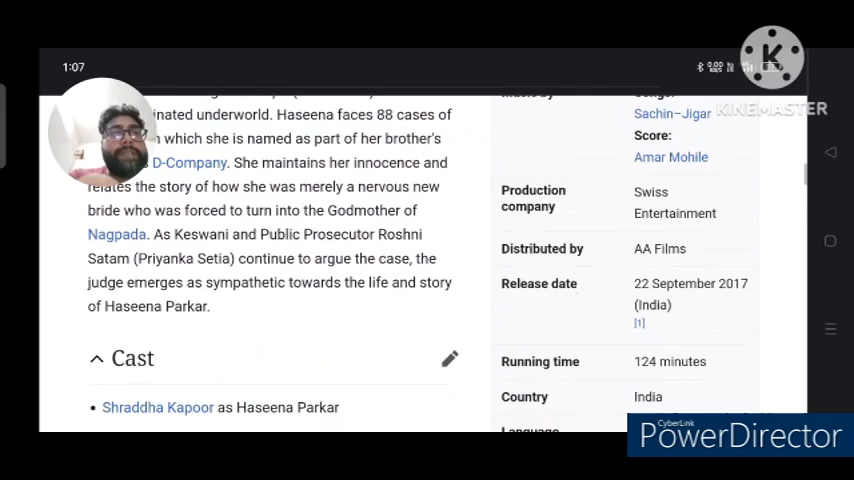 1:07
KINEMASTER
inated underworld. Haseena faces 88 cases of
which she is named as part of her brother's
D-Company. She maintains her innocence and
relates the story of how she was merely a nervous new
bride who was forced to turn into the Godmother of
Nagpada. As Keswani and Public Prosecutor Roshni
Satam (Priyanka Setia) continue to argue the case, the
judge emerges as sympathetic towards the life and story
of Haseena Parkar.
Cast
• Shraddha Kapoor as Haseena Parkar
Sachin–Jigar
Score:
Amar Mohile
Production
company
Swiss
Entertainment
Distributed by
AA Films
Release date
22 September 2017
(India)
[1]
Running time
124 minutes
Country
India
Language
CyberLink
PowerDirector